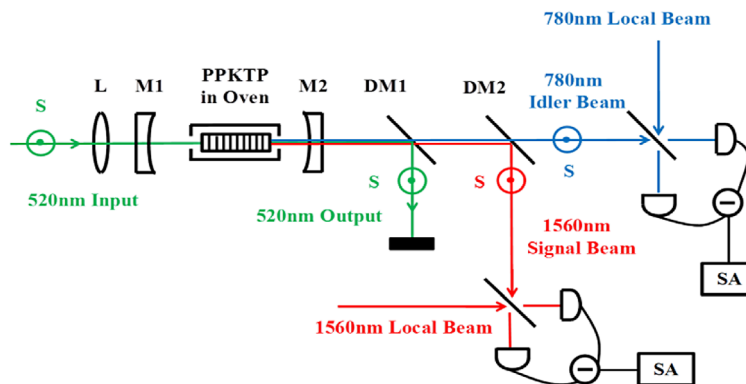 780nm Local Beam
L
M1
PPKTP
in Oven
M2
DM1
DM2
780nm
Idler Beam
S
S
S
S
520nm Input
520nm Output
1560nm
Signal Beam
SA
1560nm Local Beam
SA